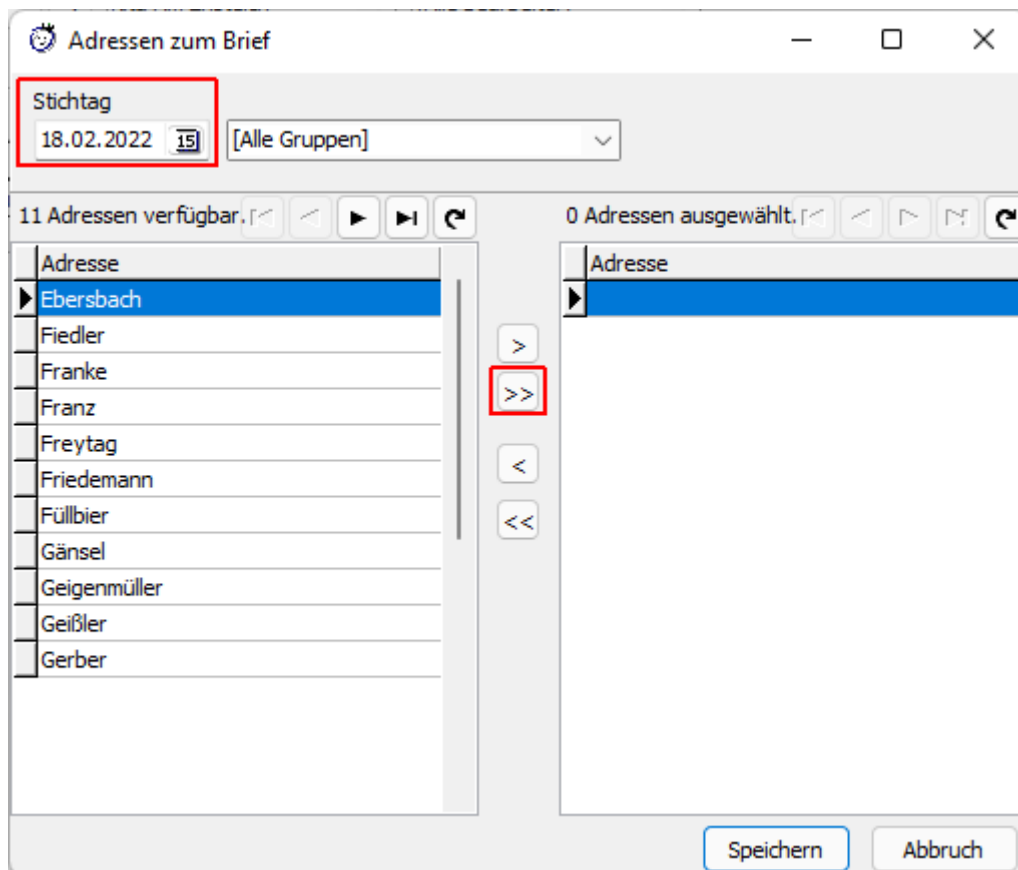 Adressen zum Brief
Stichtag
18.02.2022 15 [Alle Gruppen]
11 Adressen verfügbar. 0 Adressen ausgewählt.
Adresse Adresse
Ebersbach
Fiedler
>
Franke
>>
Franz
Freytag
<
Friedemann
Füllbier
<<
Gänsel
Geigenmüller
Geißler
Gerber
Speichern Abbruch